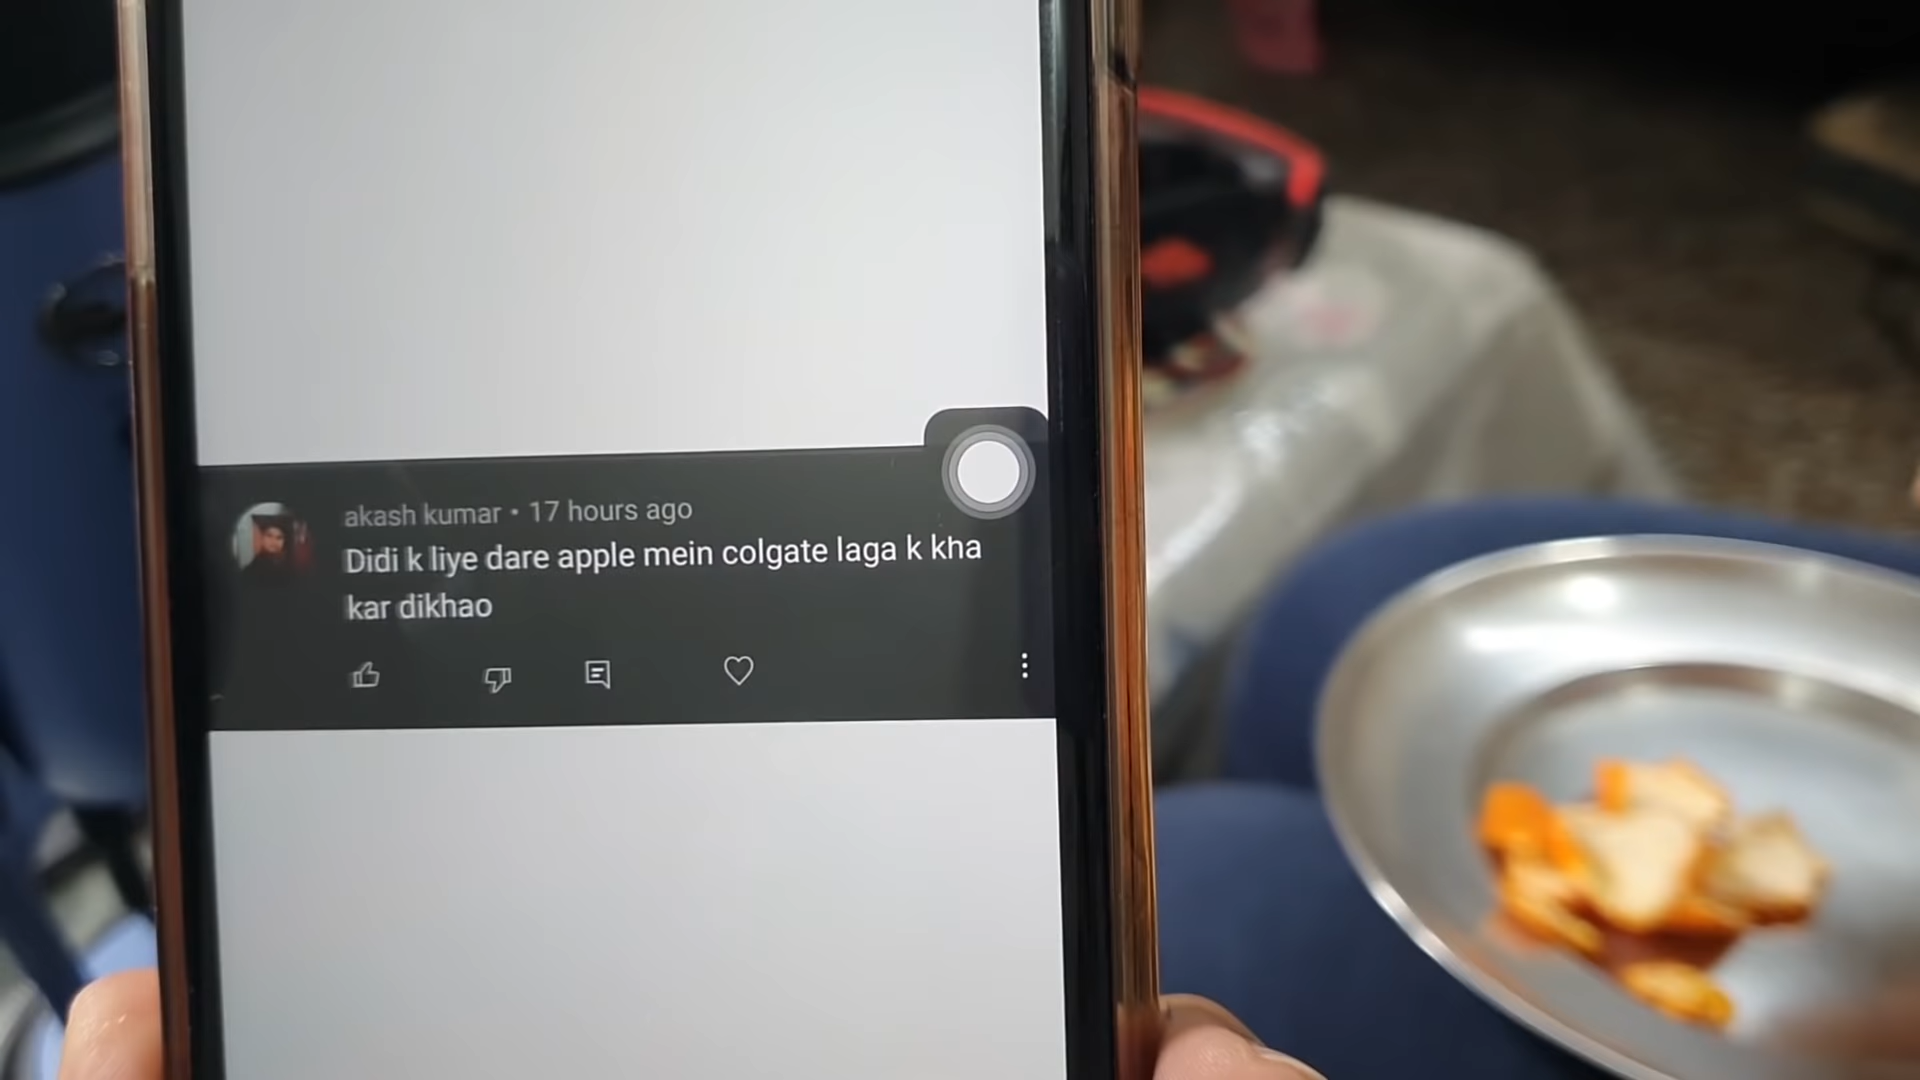 akash kumar • 17 hours ago
Didi k liye dare apple mein colgate laga k kha
kar dikhao